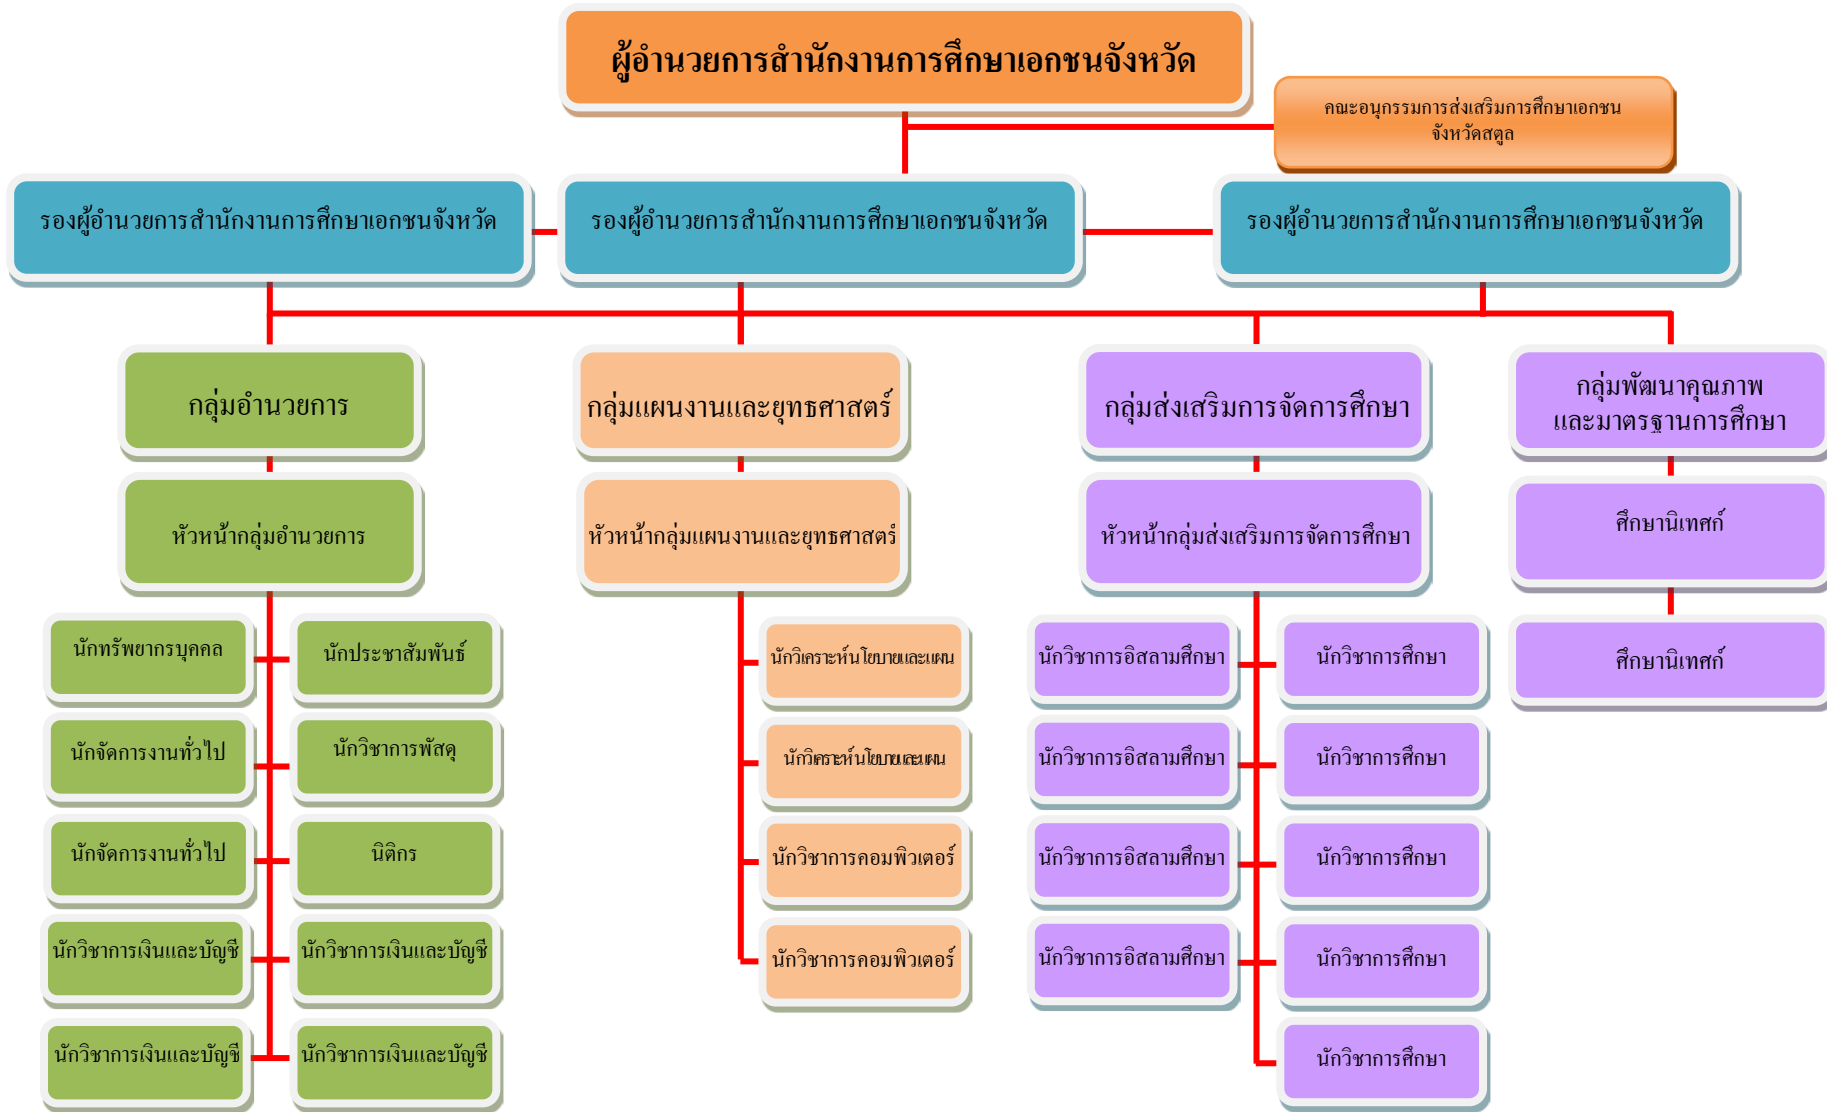 ผู้อำนวยการสำนักงานการศึกษาเอกชนจังหวัด
คณะอนุกรรมการส่งเสริมการศึกษาเอกชน
จังหวัดสตูล
รองผู้อำนวยการสำนักงานการศึกษาเอกชนจังหวัด
รองผู้อำนวยการสำนักงานการศึกษาเอกชนจังหวัด
รองผู้อำนวยการสำนักงานการศึกษาเอกชนจังหวัด
กลุ่มอำนวยการ
กลุ่มแผนงานและยุทธศาสตร์
กลุ่มส่งเสริมการจัดการศึกษา
กลุ่มพัฒนาคุณภาพ
และมาตรฐานการศึกษา
หัวหน้ากลุ่มอำนวยการ
หัวหน้ากลุ่มแผนงานและยุทธศาสตร์
หัวหน้ากลุ่มส่งเสริมการจัดการศึกษา
ศึกษานิเทศก์
นักทรัพยากรบุคคล
นักประชาสัมพันธ์
นักวิเคราะห์นโยบายและแผน
นักวิชาการอิสลามศึกษา
นักวิชาการศึกษา
ศึกษานิเทศก์
นักจัดการงานทั่วไป
นักวิชาการพัสดุ
นักวิเคราะห์นโยบายและแผน
นักวิชาการอิสลามศึกษา
นักวิชาการศึกษา
นักจัดการงานทั่วไป
นิติกร
นักวิชาการคอมพิวเตอร์
นักวิชาการอิสลามศึกษา
นักวิชาการศึกษา
นักวิชาการเงินและบัญชี
นักวิชาการเงินและบัญชี
นักวิชาการคอมพิวเตอร์
นักวิชาการอิสลามศึกษา
นักวิชาการศึกษา
นักวิชาการเงินและบัญชี
นักวิชาการเงินและบัญชี
นักวิชาการศึกษา